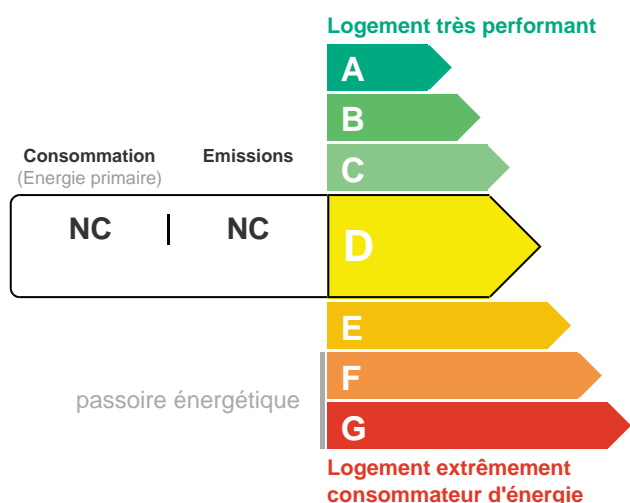 Logement très performant
A
B
Consommation Emissions
(Energie primaire)
C
NC | NC
D
E
passoire énergétique
F
G
Logement extrêmement
consommateur d'énergie